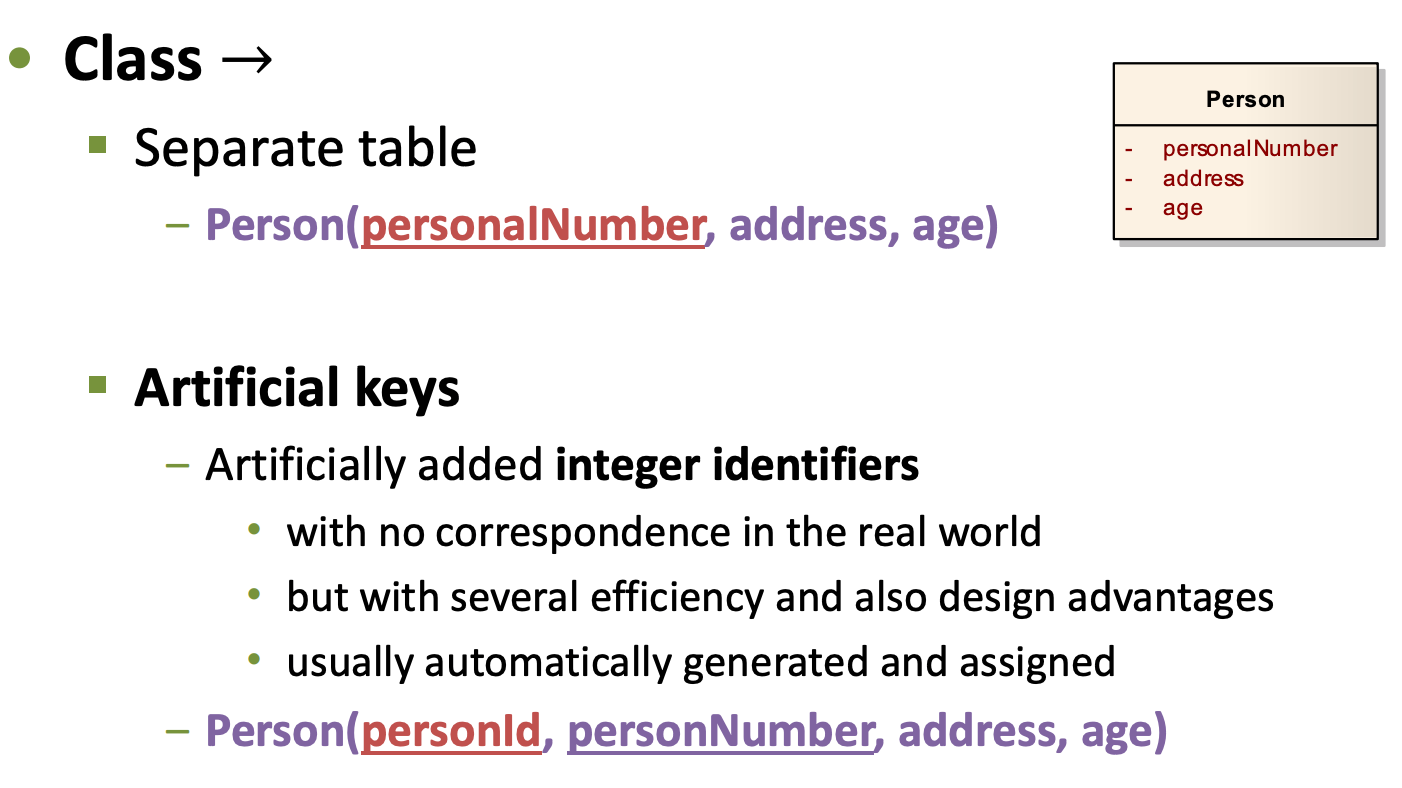 • Class →
▪ Separate table
– Person(personalNumber, address, age)
Person
- personalNumber
- address
- age
▪ Artificial keys
– Artificially added integer identifiers
• with no correspondence in the real world
• but with several efficiency and also design advantages
• usually automatically generated and assigned
– Person(personId, personNumber, address, age)